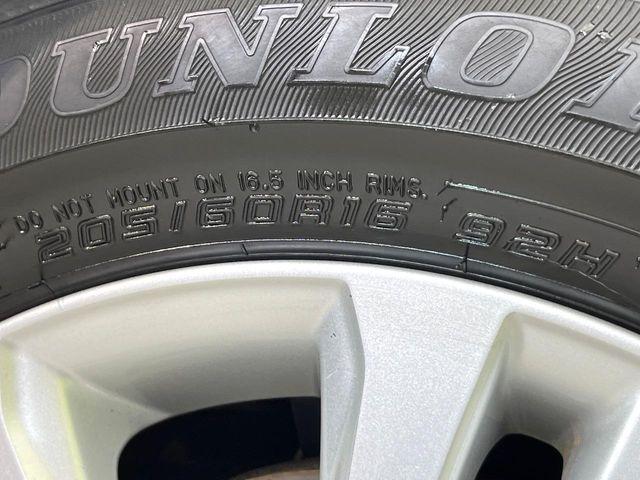 DUNLOP
DO NOT MOUNT ON 16.5 INCH RIMS.
205/60R16 92H